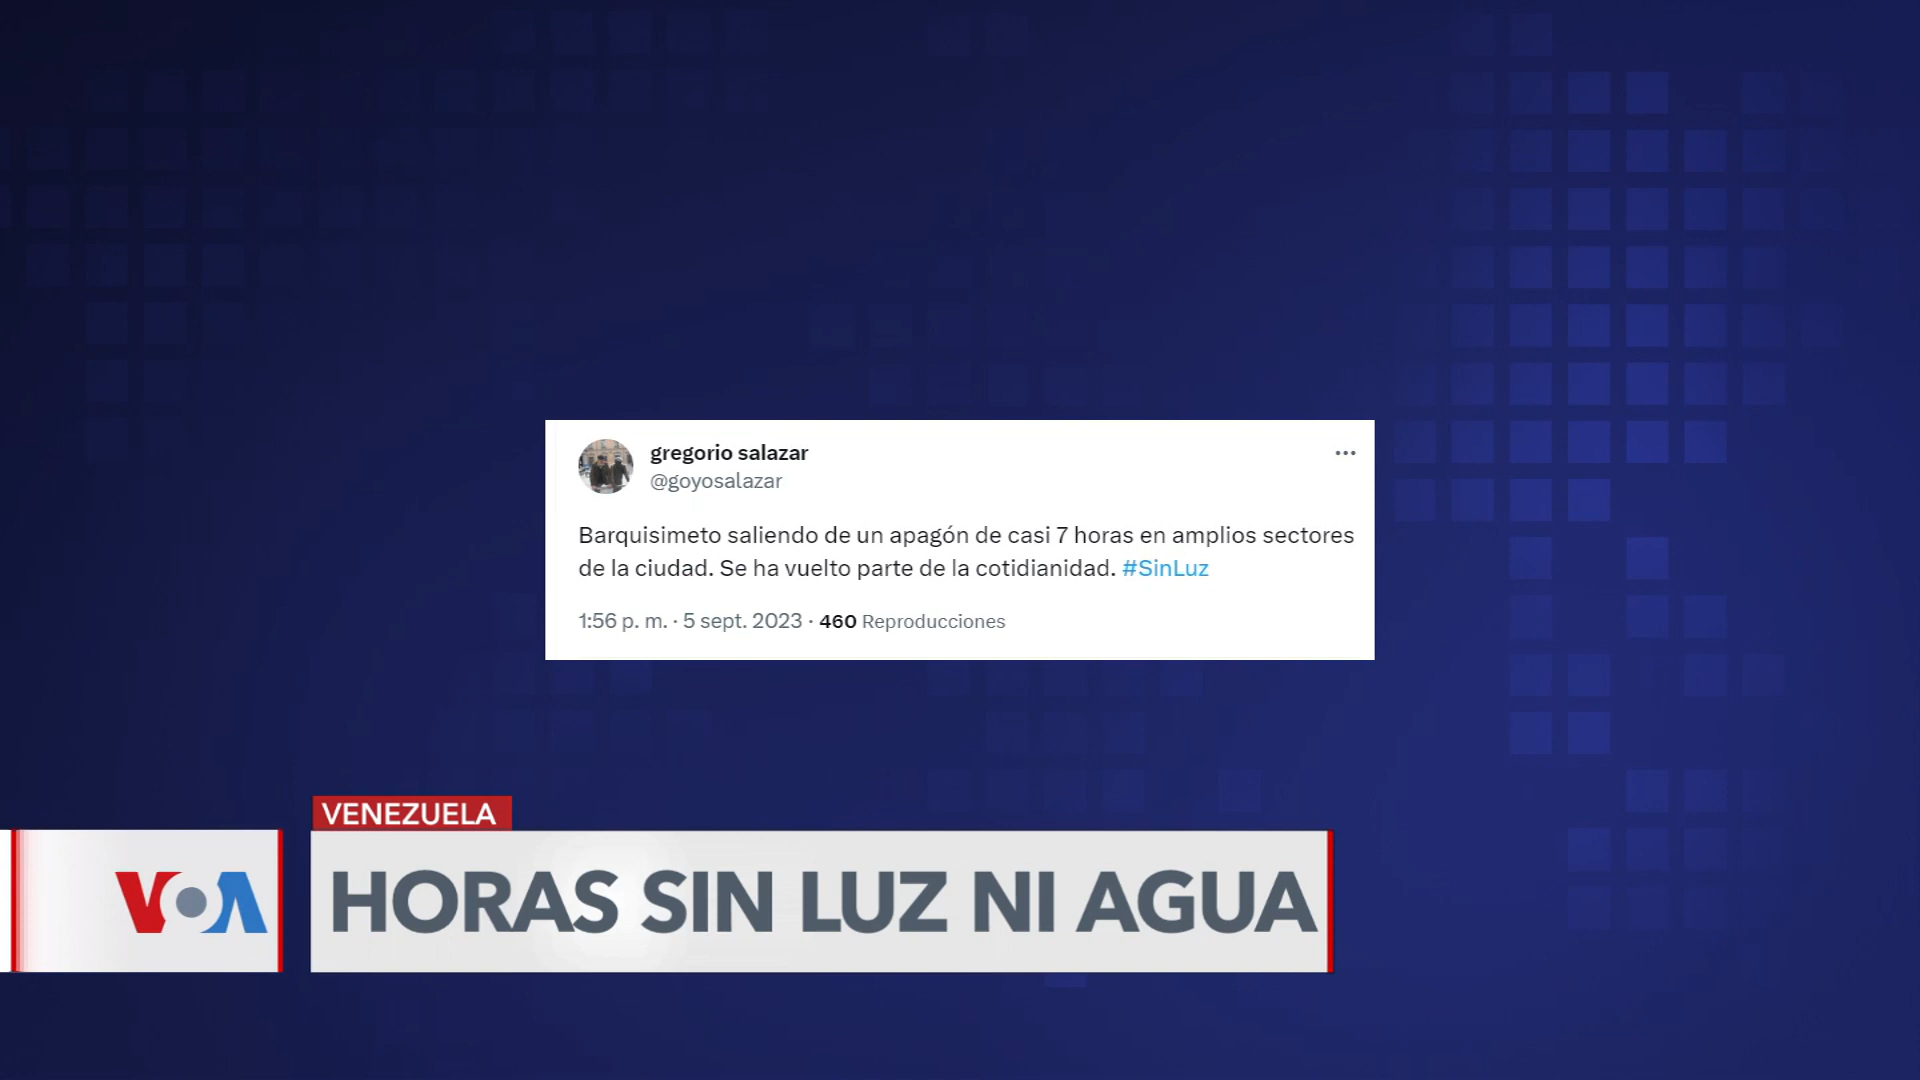 gregorio salazar
@goyosalazar
Barquisimeto saliendo de un apagón de casi 7 horas en amplios sectores
de la ciudad. Se ha vuelto parte de la cotidianidad. #SinLuz
1:56 p. m. · 5 sept. 2023 · 460 Reproducciones
VENEZUELA
VOA
HORAS SIN LUZ NI AGUA